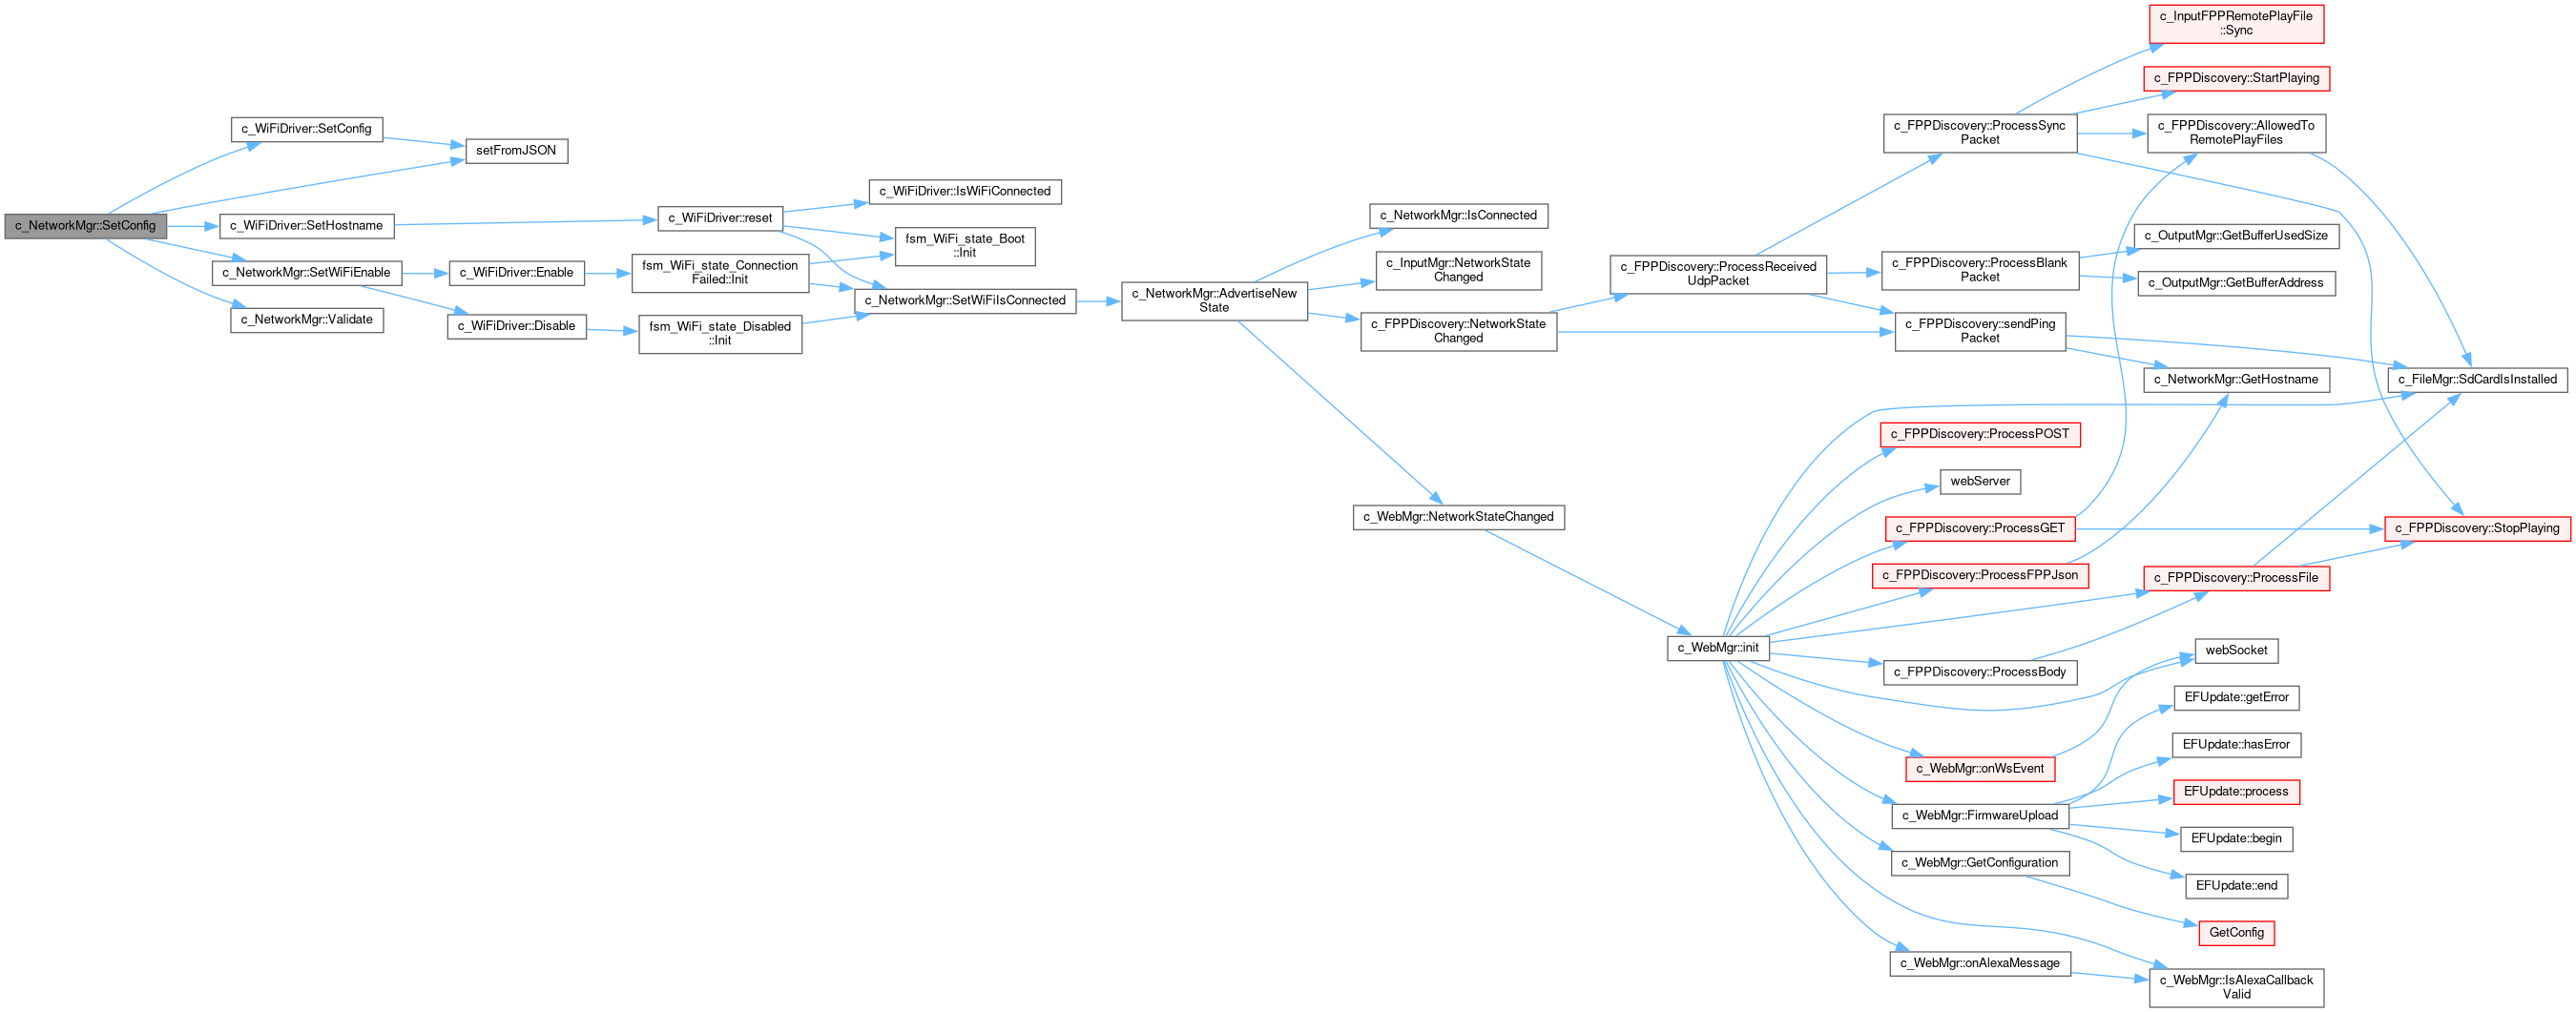 c_NetworkMgr::SetConfig
c_WiFiDriver::SetConfig
setFromJSON
c_WiFiDriver::SetHostname
c_NetworkMgr::SetWiFiEnable
c_NetworkMgr::Validate
c_WiFiDriver::Enable
c_WiFiDriver::Disable
c_WiFiDriver::reset
fsm_WiFi_state_Connection
Failed::Init
fsm_WiFi_state_Disabled
::Init
c_WiFiDriver::IsWiFiConnected
fsm_WiFi_state_Boot
::Init
c_NetworkMgr::SetWiFiIsConnected
c_NetworkMgr::AdvertiseNew
State
c_NetworkMgr::IsConnected
c_InputMgr::NetworkState
Changed
c_FPPDiscovery::NetworkState
Changed
c_WebMgr::NetworkStateChanged
c_FPPDiscovery::ProcessReceived
UdpPacket
c_WebMgr::init
c_FPPDiscovery::ProcessSync
Packet
c_FPPDiscovery::ProcessBlank
Packet
c_FPPDiscovery::sendPing
Packet
c_FPPDiscovery::ProcessPOST
webServer
c_FPPDiscovery::ProcessGET
c_FPPDiscovery::ProcessFPPJson
c_FPPDiscovery::ProcessBody
c_WebMgr::onWsEvent
c_WebMgr::FirmwareUpload
c_WebMgr::GetConfiguration
c_WebMgr::onAlexaMessage
c_InputFPPRemotePlayFile
::Sync
c_FPPDiscovery::StartPlaying
c_FPPDiscovery::AllowedTo
RemotePlayFiles
c_OutputMgr::GetBufferUsedSize
c_OutputMgr::GetBufferAddress
c_NetworkMgr::GetHostname
c_FPPDiscovery::ProcessFile
webSocket
EFUpdate::getError
EFUpdate::hasError
EFUpdate::process
EFUpdate::begin
EFUpdate::end
GetConfig
c_WebMgr::IsAlexaCallback
Valid
c_FileMgr::SdCardIsInstalled
c_FPPDiscovery::StopPlaying